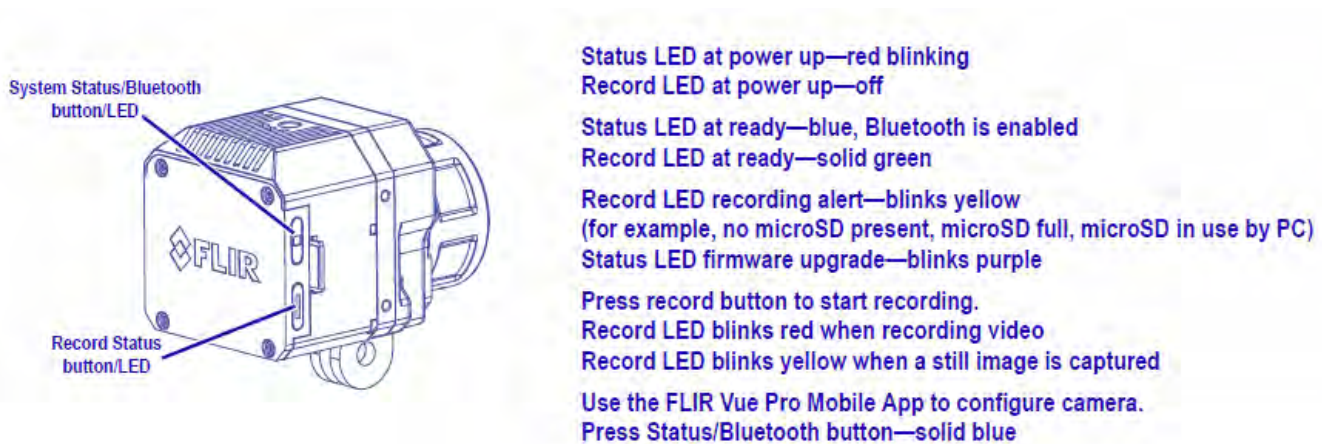 System Status/Bluetooth
button/LED
FLIR
Record Status
button/LED
Status LED at power up—red blinking
Record LED at power up—off
Status LED at ready—blue, Bluetooth is enabled
Record LED at ready—solid green
Record LED recording alert—blinks yellow
(for example, no microSD present, microSD full, microSD in use by PC)
Status LED firmware upgrade—blinks purple
Press record button to start recording.
Record LED blinks red when recording video
Record LED blinks yellow when a still image is captured
Use the FLIR Vue Pro Mobile App to configure camera.
Press Status/Bluetooth button—solid blue